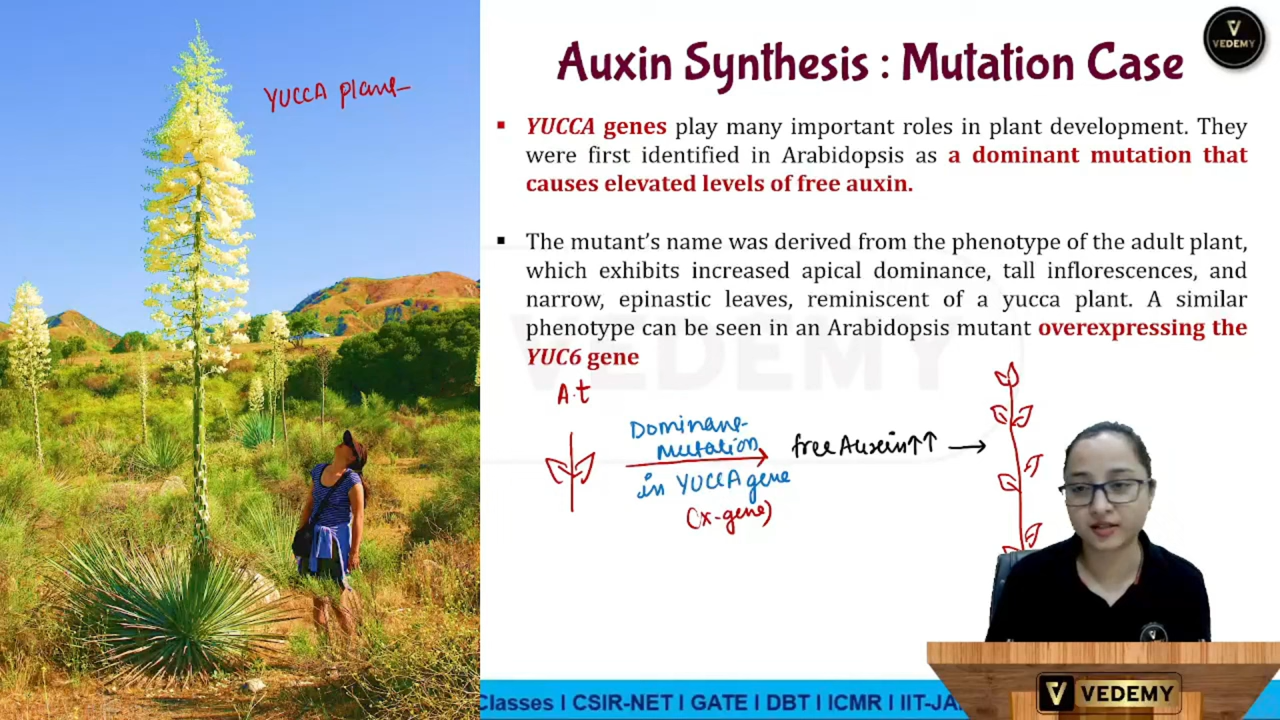 VEDEMY
Auxin Synthesis : Mutation Case
YUCCA plant
▪ YUCCA genes play many important roles in plant development. They
were first identified in Arabidopsis as a dominant mutation that
causes elevated levels of free auxin.
▪ The mutant's name was derived from the phenotype of the adult plant,
which exhibits increased apical dominance, tall inflorescences, and
narrow, epinastic leaves, reminiscent of a yucca plant. A similar
phenotype can be seen in an Arabidopsis mutant overexpressing the
YUC6 gene
VEDEMY
A.t
Dominant
Mutation
in YUCCA gene
(x-gene)
free Auxein↑↑
VEDEMY
Classes I CSIR-NET I GATE I DBT I ICMR I IIT-JA